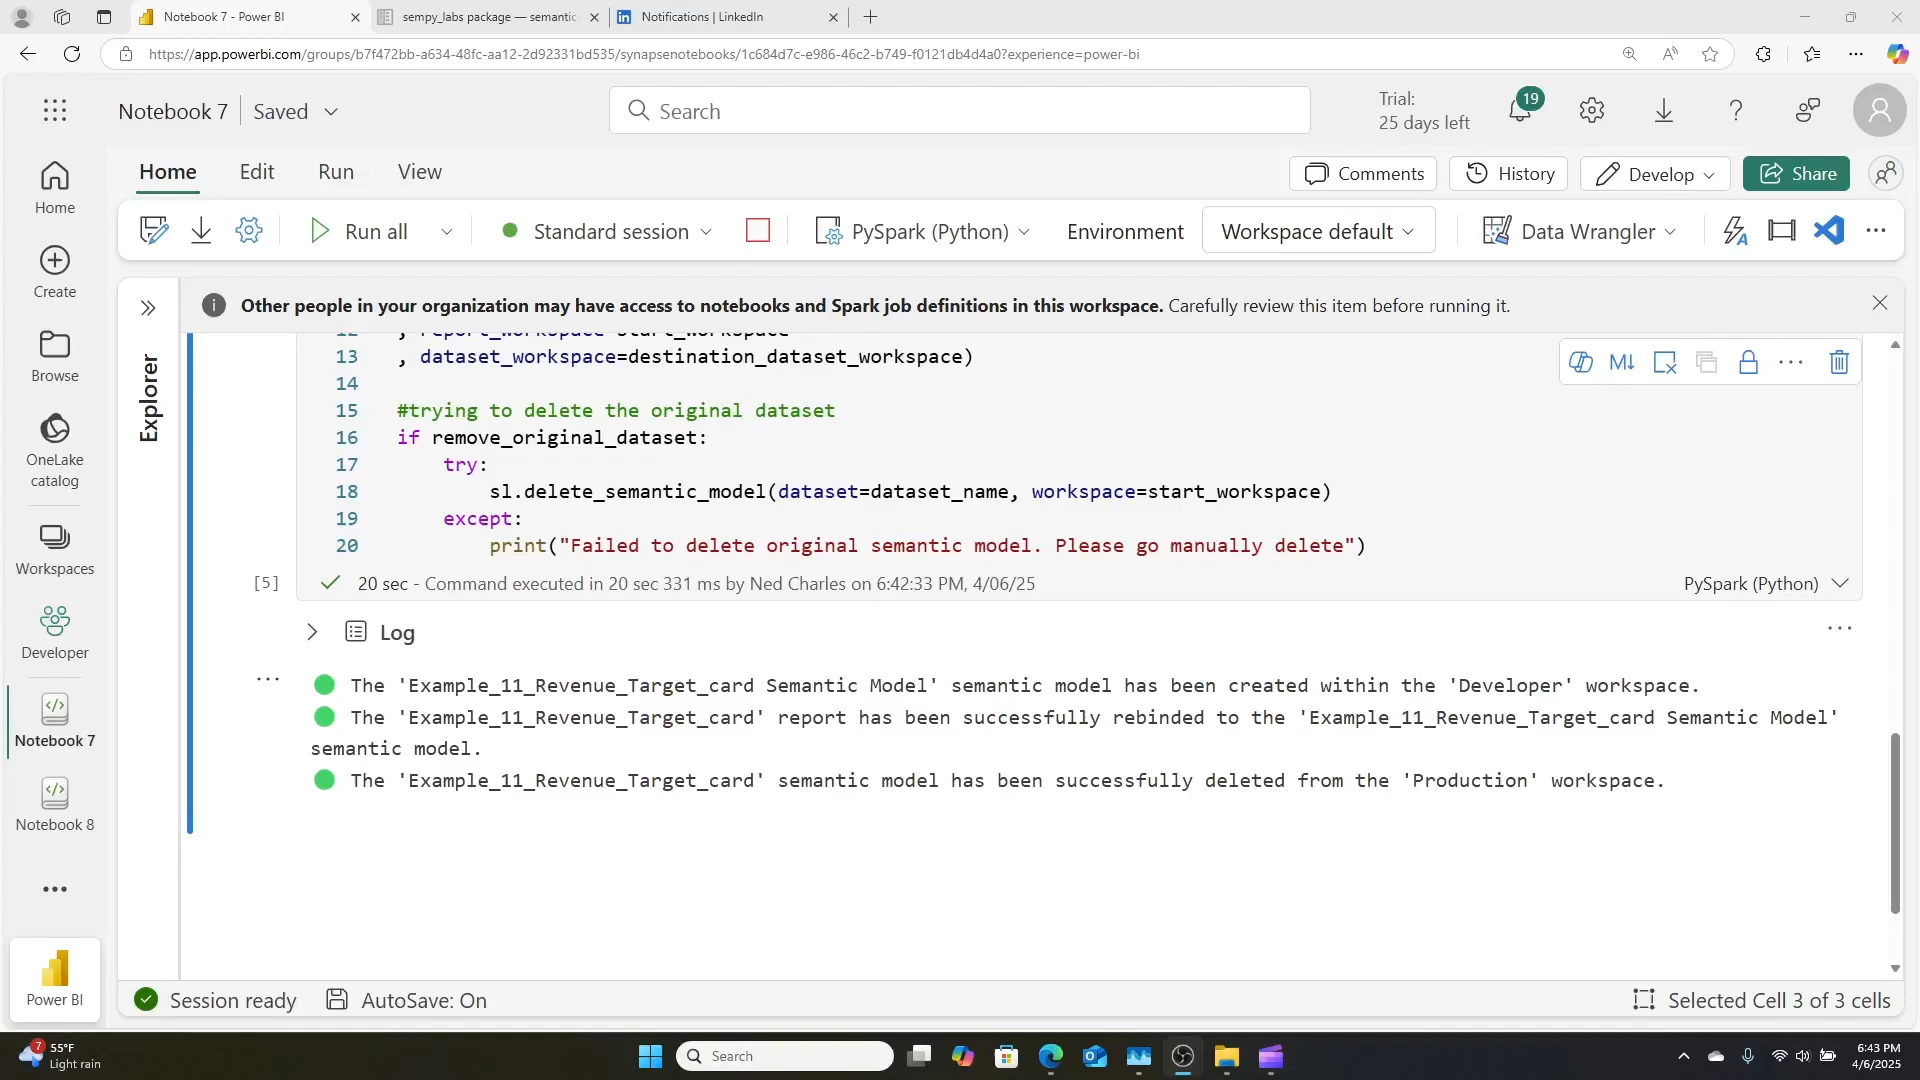 Notebook 7 - Power BI
sempy_labs package — semantic-
Notifications | LinkedIn
https://app.powerbi.com/groups/b7f472bb-a634-48fc-aa12-2d92331bd535/synapsenotebooks/1c684d7c-e986-46c2-b749-f0121db4d4a0?experience=power-bi
Notebook 7
Saved
Search
Trial:
25 days left
19
Home
Edit
Run
View
Comments
History
Develop
Share
Run all
Standard session
PySpark (Python)
Environment
Workspace default
Data Wrangler
Home
Create
Browse
OneLake
catalog
Workspaces
Developer
Notebook 7
Notebook 8
Power BI
Explorer
Other people in your organization may have access to notebooks and Spark job definitions in this workspace. Carefully review this item before running it.
12 , report_workspace=start_workspace
13 , dataset_workspace=destination_dataset_workspace)
14
15 #trying to delete the original dataset
16 if remove_original_dataset:
17 try:
18 sl.delete_semantic_model(dataset=dataset_name, workspace=start_workspace)
19 except:
20 print("Failed to delete original semantic model. Please go manually delete")
M↓
[5]
20 sec - Command executed in 20 sec 331 ms by Ned Charles on 6:42:33 PM, 4/06/25
PySpark (Python)
Log
The 'Example_11_Revenue_Target_card Semantic Model' semantic model has been created within the 'Developer' workspace.
The 'Example_11_Revenue_Target_card' report has been successfully rebinded to the 'Example_11_Revenue_Target_card Semantic Model'
semantic model.
The 'Example_11_Revenue_Target_card' semantic model has been successfully deleted from the 'Production' workspace.
Session ready
AutoSave: On
Selected Cell 3 of 3 cells
7
55°F
Light rain
Search
6:43 PM
4/6/2025